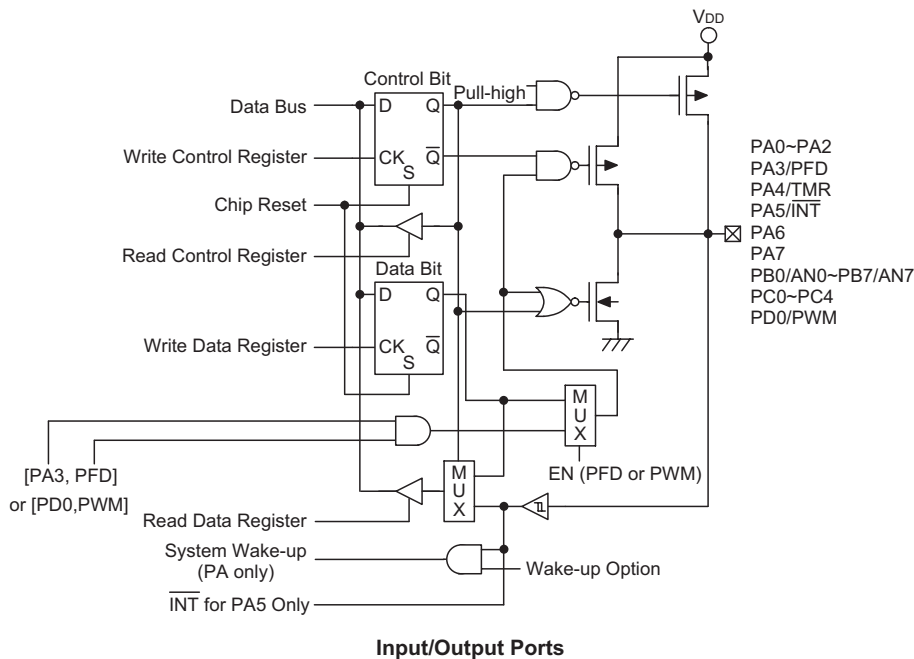 VDD
Control Bit
Pull-high
Data Bus
D
Q
Write Control Register
CK
Q̅
S
Chip Reset
Read Control Register
Data Bit
D
Q
Write Data Register
CK
Q̅
S
PA0~PA2
PA3/PFD
PA4/TMR
PA5/I̅N̅T̅
PA6
PA7
PB0/AN0~PB7/AN7
PC0~PC4
PD0/PWM
MUX
[PA3, PFD]
or [PD0,PWM]
EN (PFD or PWM)
MUX
Read Data Register
System Wake-up
(PA only)
Wake-up Option
I̅N̅T̅ for PA5 Only
Input/Output Ports